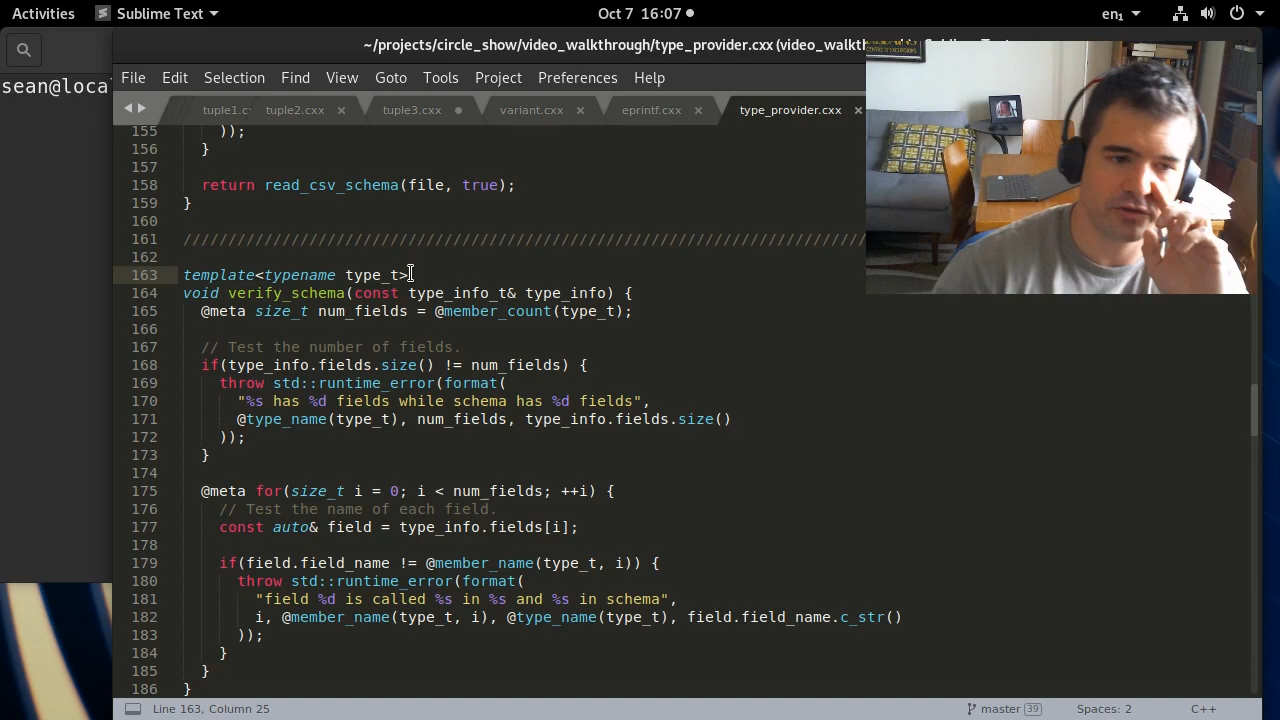 Activities Sublime Text Oct 7 16:07 en₁
~/projects/circle_show/video_walkthrough/type_provider.cxx (video_walkth
sean@loca
File Edit Selection Find View Goto Tools Project Preferences Help
tuple1.c tuple2.cxx tuple3.cxx variant.cxx eprintf.cxx type_provider.cxx
155 ));
156 }
157
158 return read_csv_schema(file, true);
159 }
160
161 ////////////////////////////////////////////////////////////////////////////
162
163 template<typename type_t>
164 void verify_schema(const type_info_t& type_info) {
165 @meta size_t num_fields = @member_count(type_t);
166
167 // Test the number of fields.
168 if(type_info.fields.size() != num_fields) {
169 throw std::runtime_error(format(
170 "%s has %d fields while schema has %d fields",
171 @type_name(type_t), num_fields, type_info.fields.size()
172 ));
173 }
174
175 @meta for(size_t i = 0; i < num_fields; ++i) {
176 // Test the name of each field.
177 const auto& field = type_info.fields[i];
178
179 if(field.field_name != @member_name(type_t, i)) {
180 throw std::runtime_error(format(
181 "field %d is called %s in %s and %s in schema",
182 i, @member_name(type_t, i), @type_name(type_t), field.field_name.c_str()
183 ));
184 }
185 }
186 }
Line 163, Column 25 master 39 Spaces: 2 C++